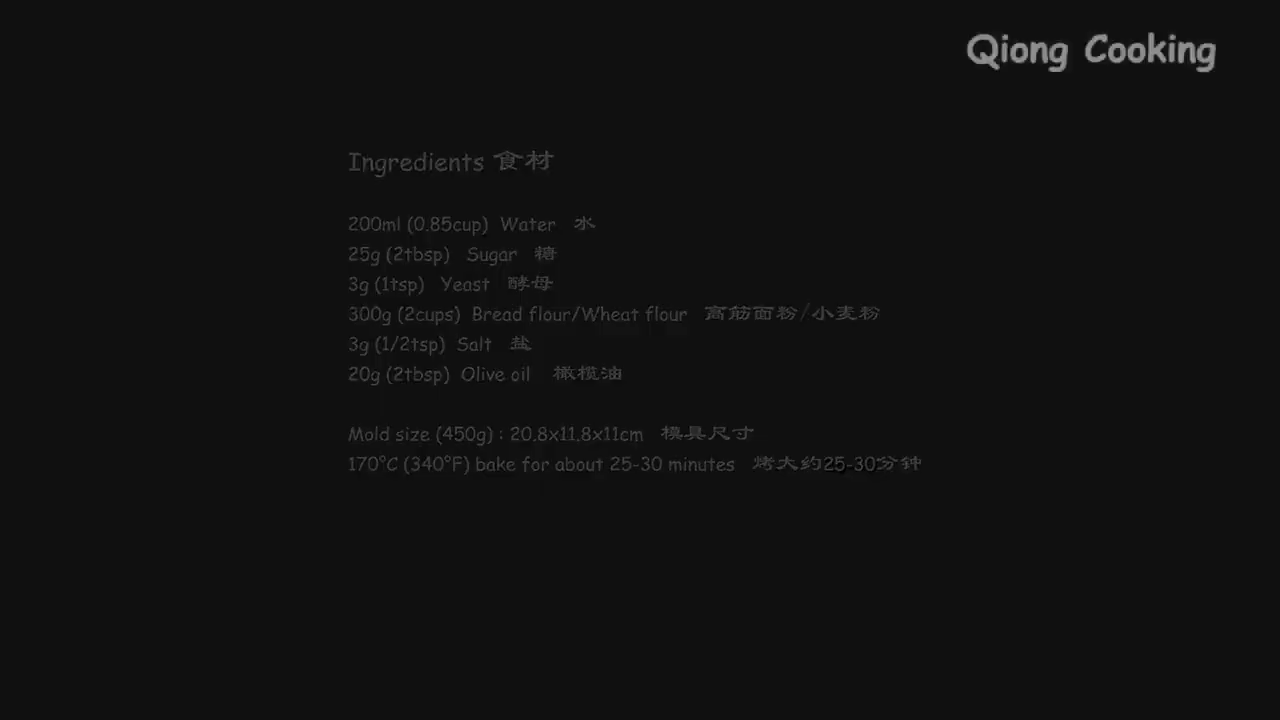 Qiong Cooking
Ingredients 食材
200ml (0.85cup) Water 水
25g (2tbsp) Sugar 糖
3g (1tsp) Yeast 酵母
300g (2cups) Bread flour/Wheat flour 高筋面粉/小麦粉
3g (1/2tsp) Salt 盐
20g (2tbsp) Olive oil 橄榄油
Mold size (450g) : 20.8x11.8x11cm 模具尺寸
170°C (340°F) bake for about 25-30 minutes 烤大约25-30分钟